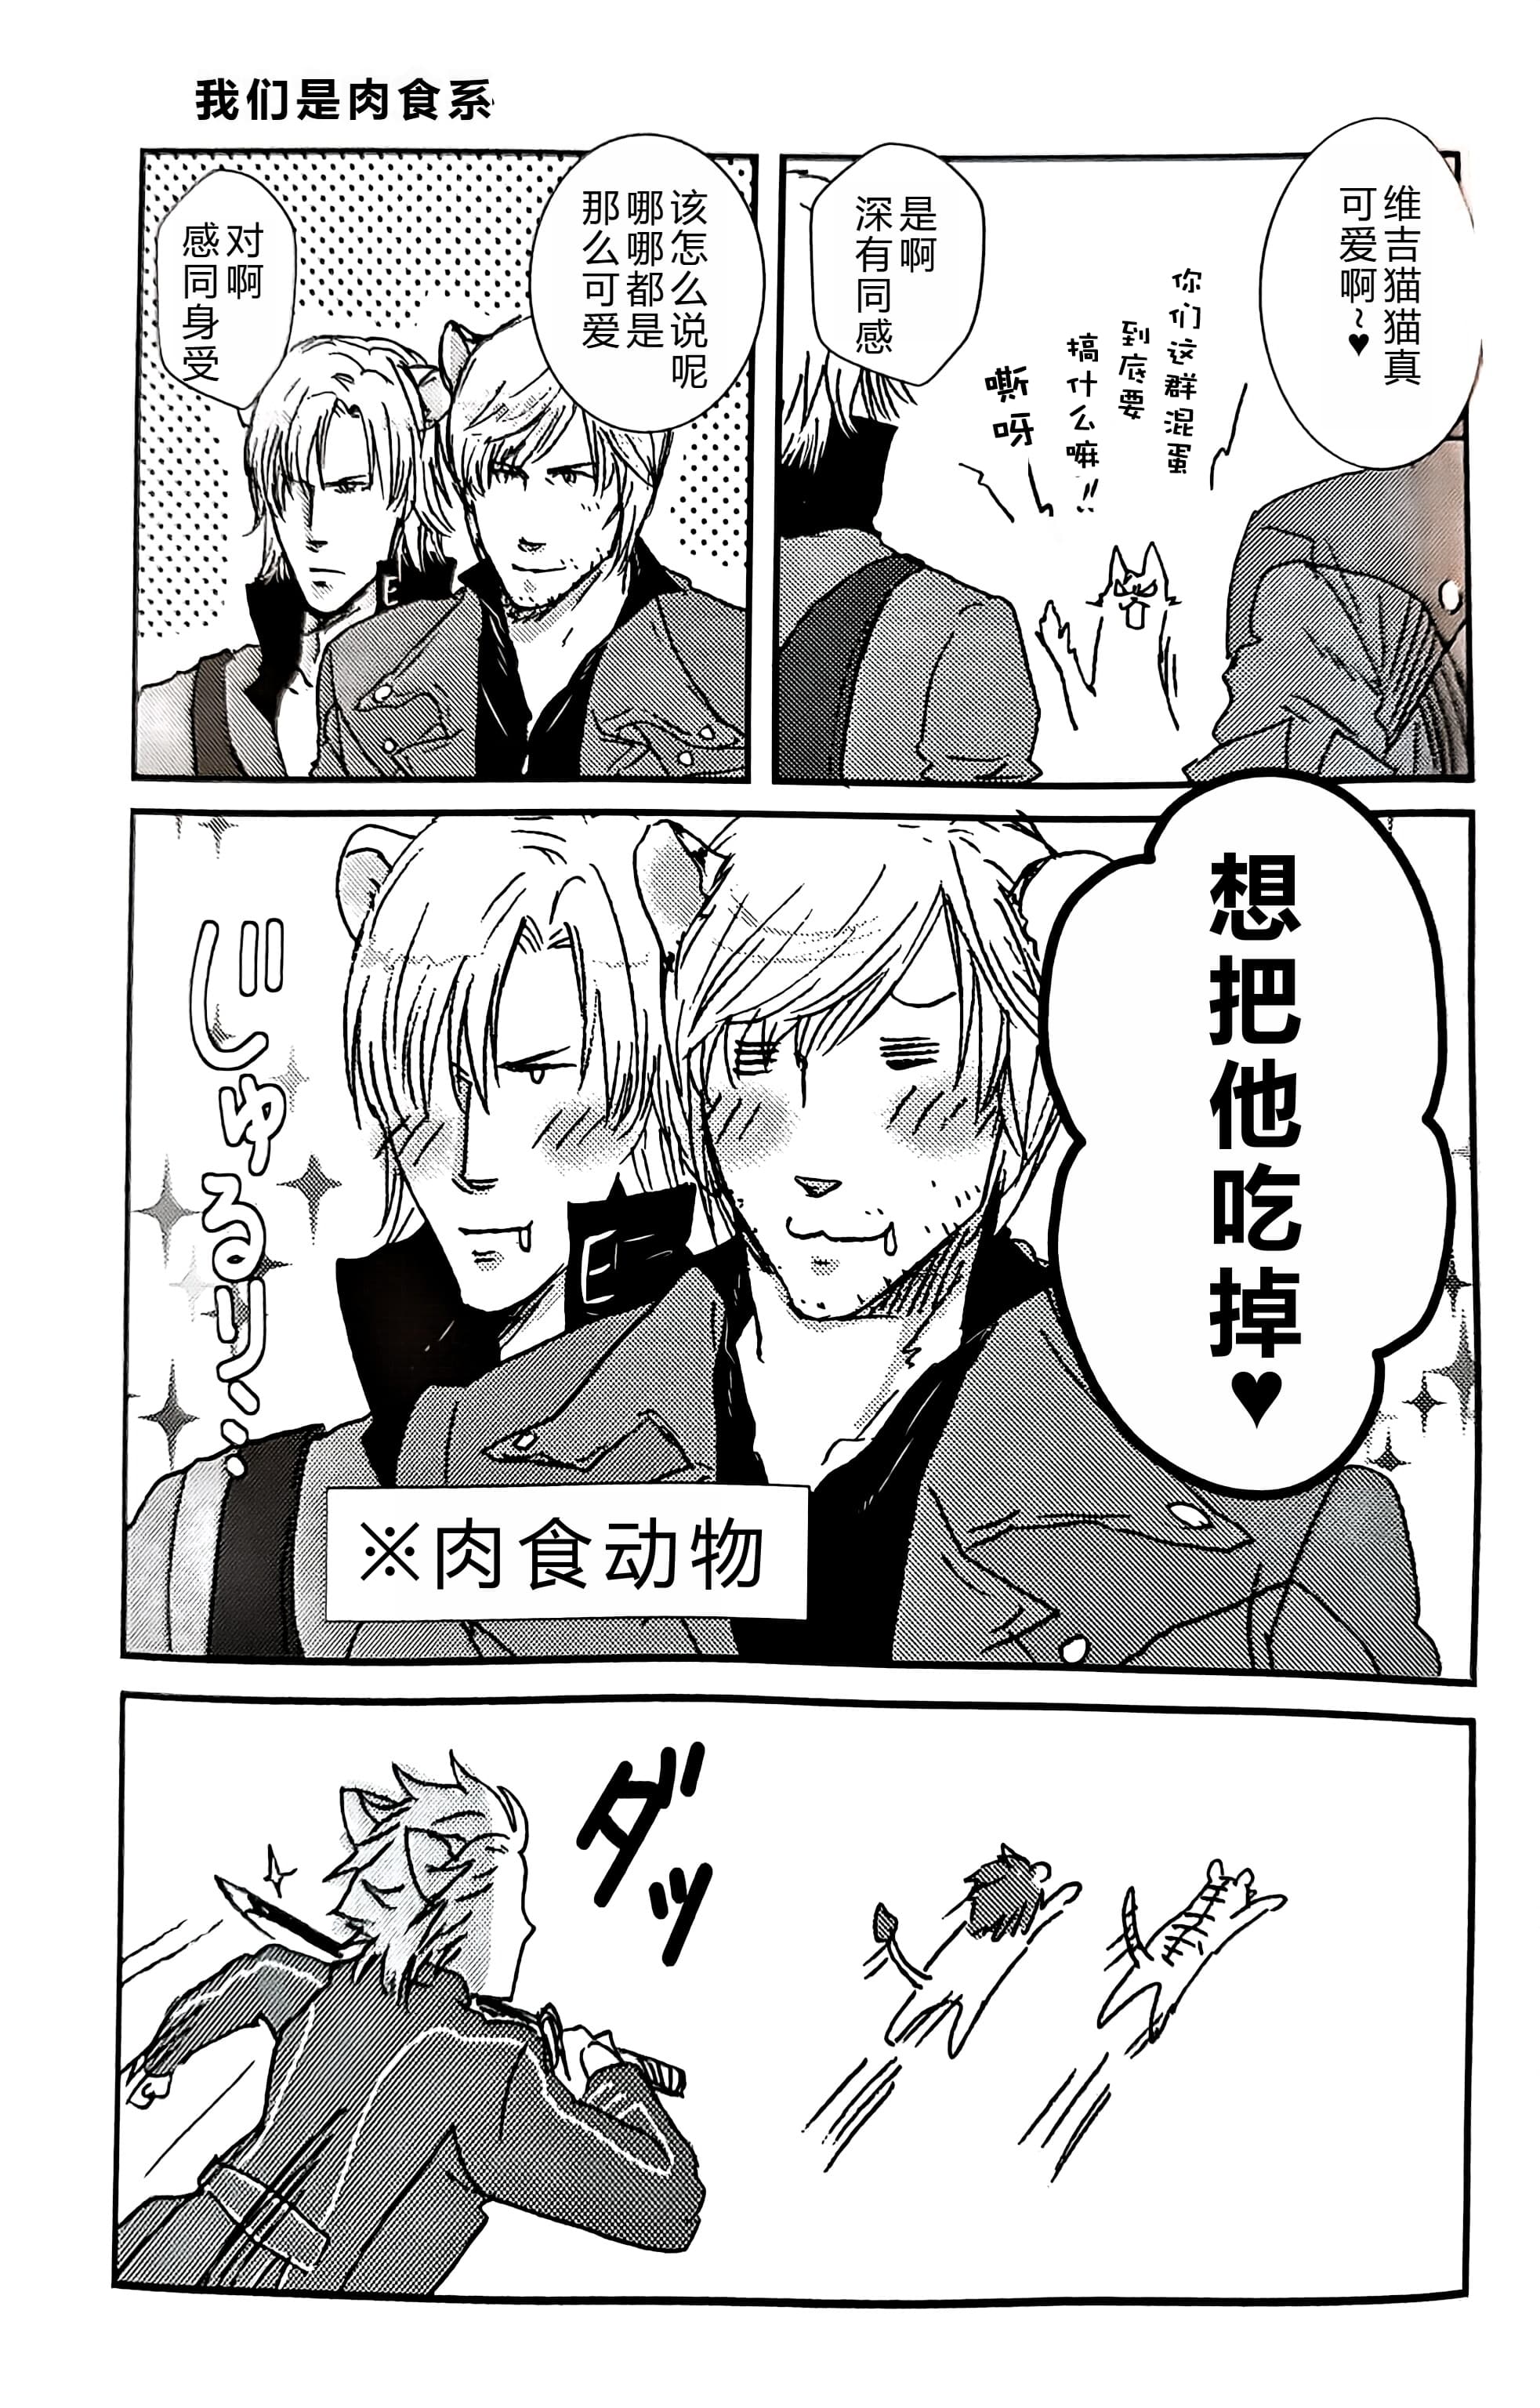 我们是肉食系
维吉猫猫真
可爱啊~♥
你们这群混蛋
到底要
搞什么嘛!!
嘶呀
是啊
深有同感
该怎么说呢
哪哪都是
那么可爱
对啊
感同身受
想把他吃掉♥
じゅるり、…
※肉食动物
ダッ